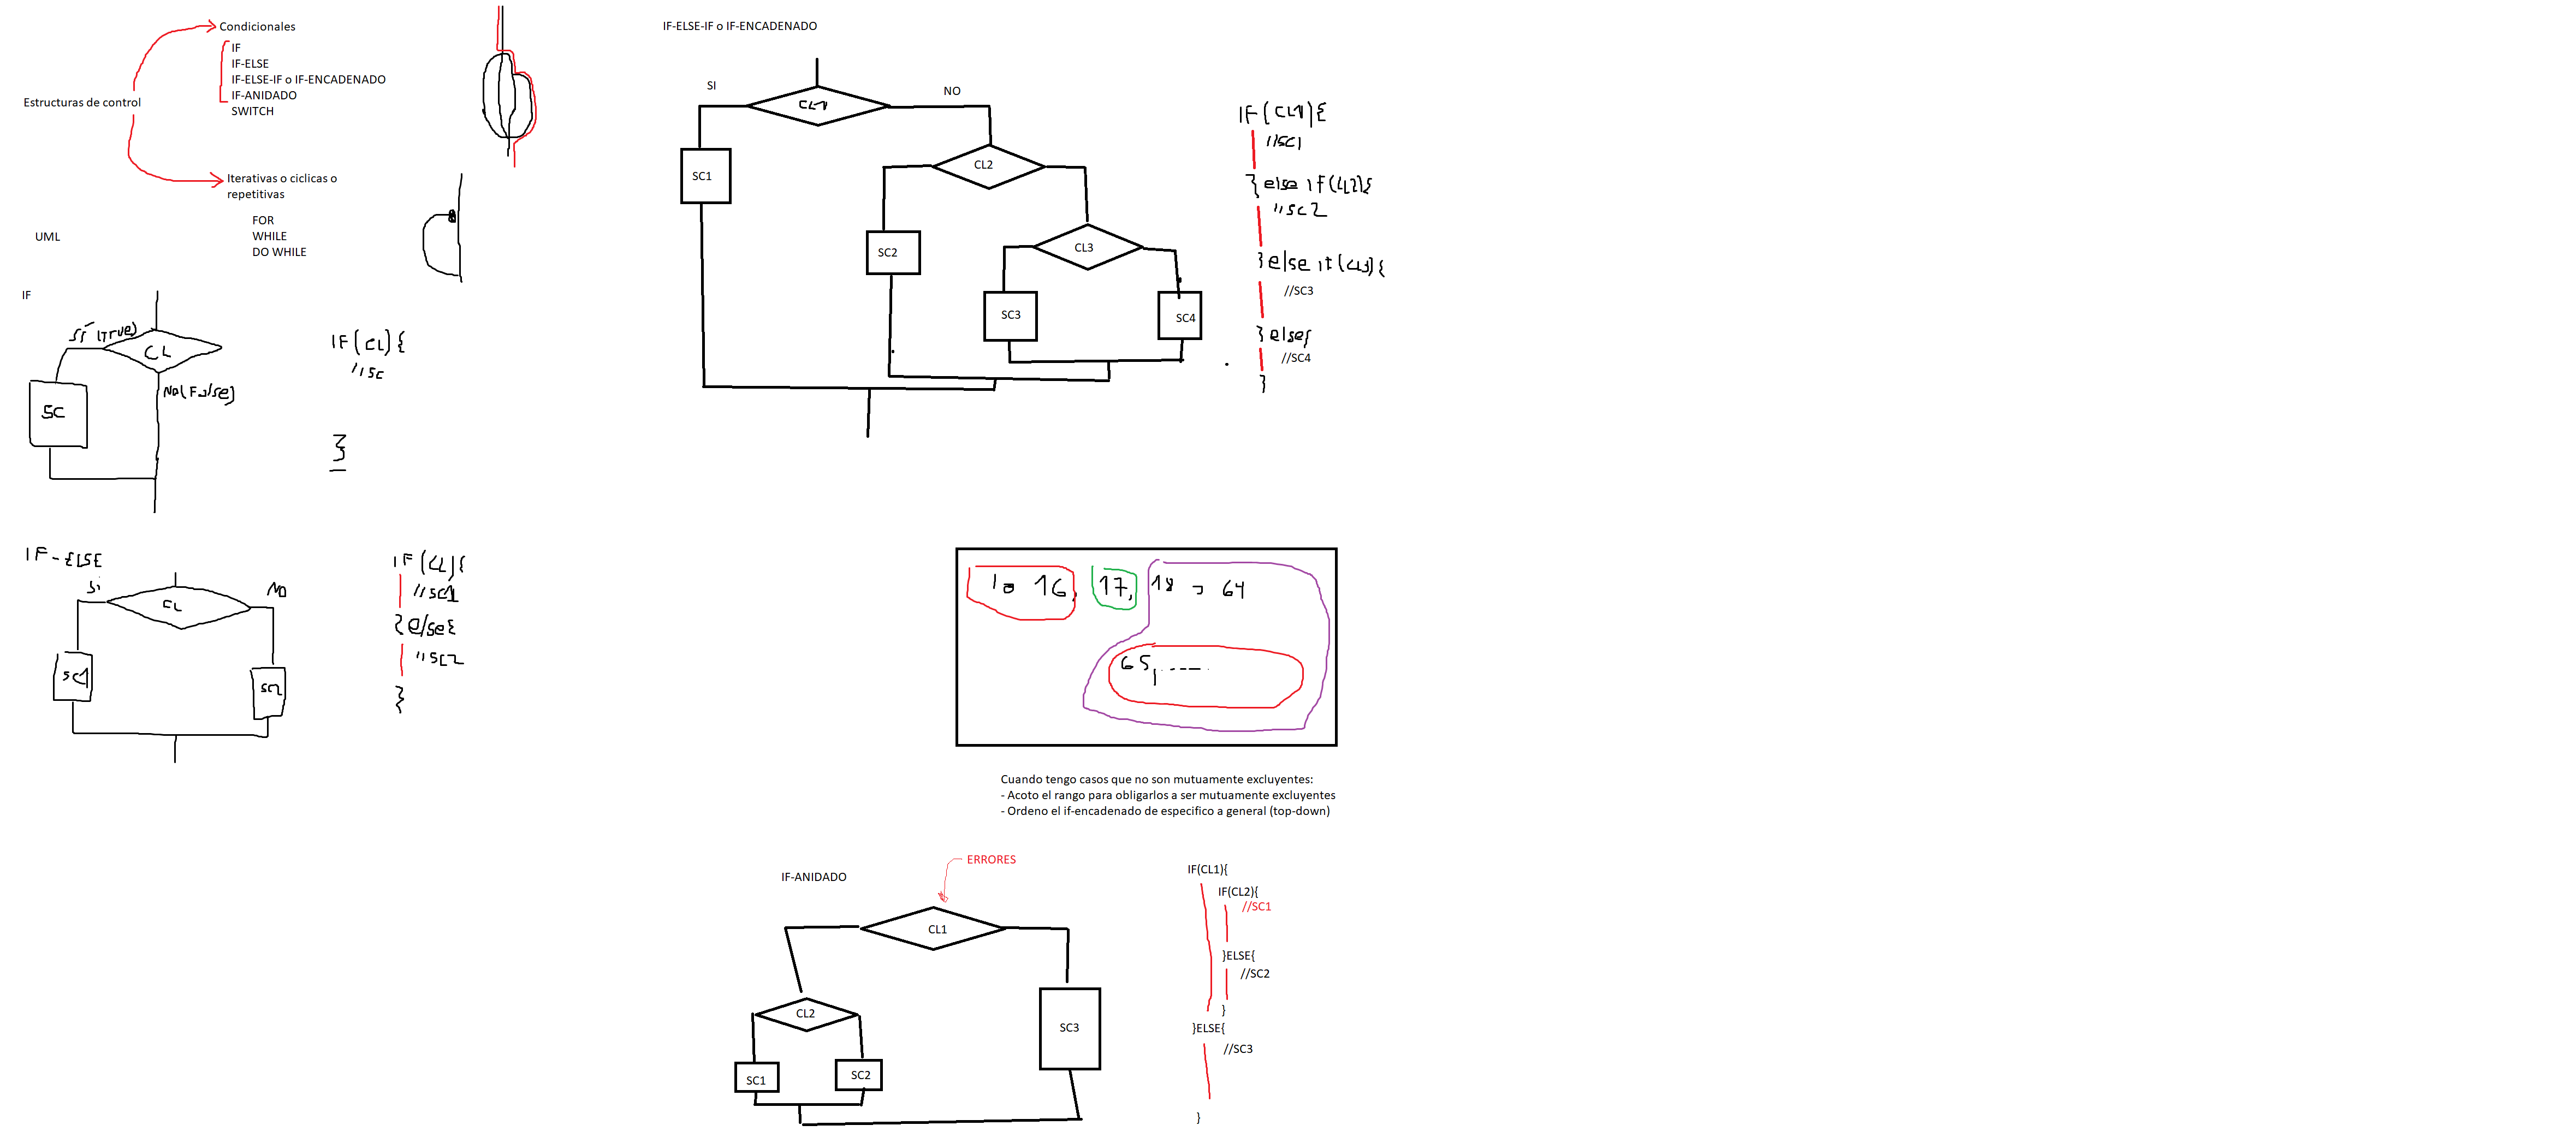 Condicionales
IF
IF-ELSE
IF-ELSE-IF o IF-ENCADENADO
IF-ANIDADO
SWITCH
Estructuras de control
Iterativas o ciclicas o
repetitivas
FOR
WHILE
DO WHILE
UML
IF
Si (True)
CL
No (False)
SC
IF (CL) {
//SC
}
IF-ELSE
Si
NO
CL
SC1
SC2
IF (CL) {
//SC1
} else {
//SC2
}
IF-ELSE-IF o IF-ENCADENADO
SI
NO
CL1
CL2
CL3
SC1
SC2
SC3
SC4
IF (CL1) {
//SC1
} else if (CL2) {
//SC2
} else if (CL3) {
//SC3
} else {
//SC4
}
1 a 16, 17, 18 a 64
65, ----
Cuando tengo casos que no son mutuamente excluyentes:
- Acoto el rango para obligarlos a ser mutuamente excluyentes
- Ordeno el if-encadenado de especifico a general (top-down)
ERRORES
IF-ANIDADO
CL1
CL2
SC1
SC2
SC3
IF(CL1){
IF(CL2){
//SC1
}ELSE{
//SC2
}
}ELSE{
//SC3
}